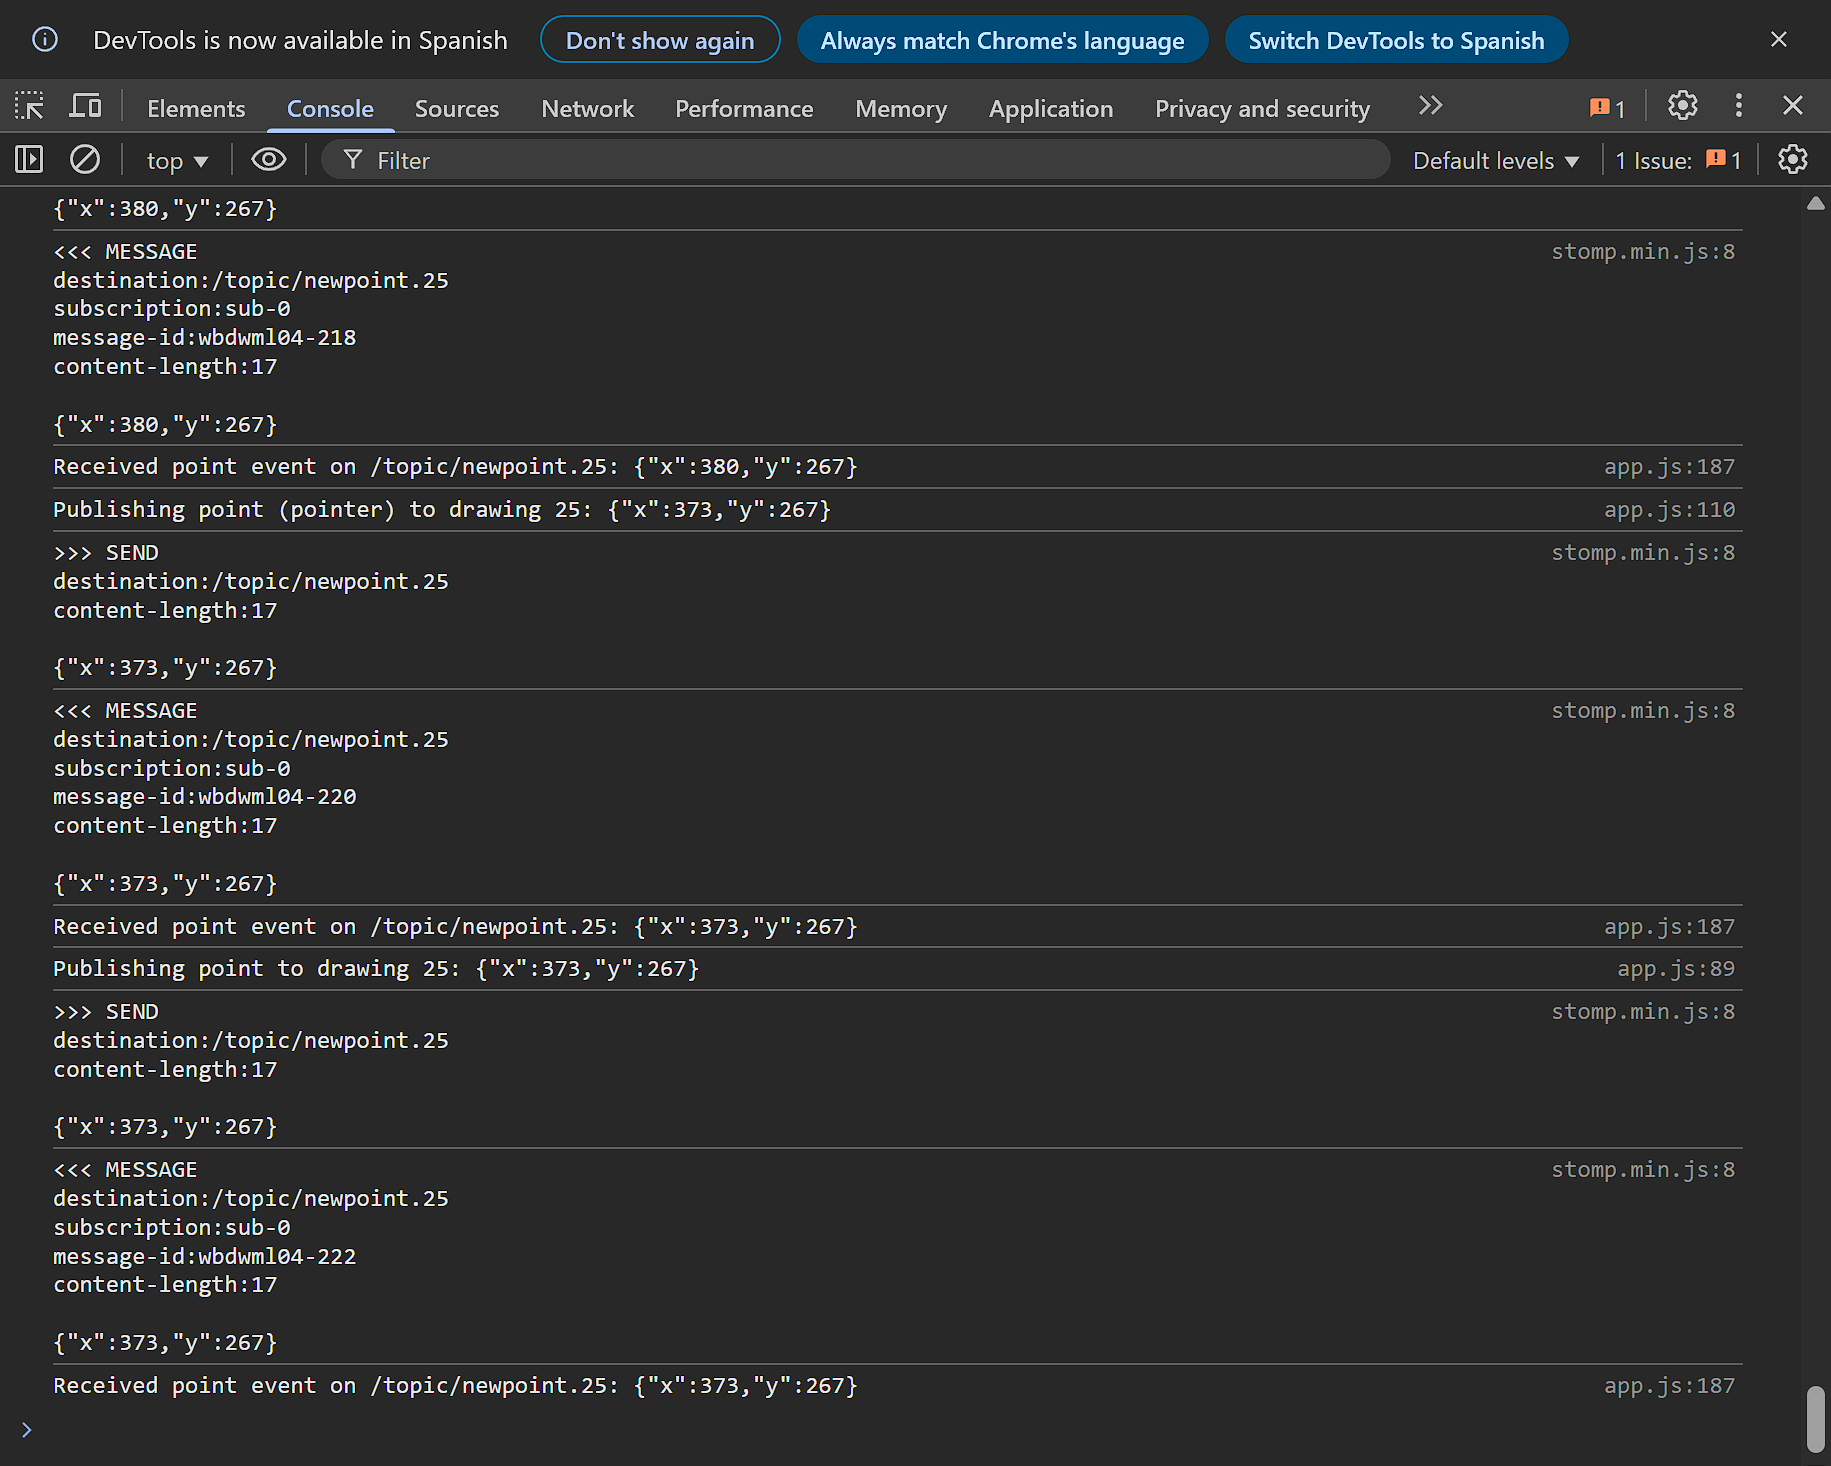 DevTools is now available in Spanish Don't show again Always match Chrome's language Switch DevTools to Spanish
Elements Console Sources Network Performance Memory Application Privacy and security 1
top Filter Default levels 1 Issue: 1
{"x":380,"y":267}
<<< MESSAGE stomp.min.js:8
destination:/topic/newpoint.25
subscription:sub-0
message-id:wbdwml04-218
content-length:17
{"x":380,"y":267}
Received point event on /topic/newpoint.25: {"x":380,"y":267} app.js:187
Publishing point (pointer) to drawing 25: {"x":373,"y":267} app.js:110
>>> SEND stomp.min.js:8
destination:/topic/newpoint.25
content-length:17
{"x":373,"y":267}
<<< MESSAGE stomp.min.js:8
destination:/topic/newpoint.25
subscription:sub-0
message-id:wbdwml04-220
content-length:17
{"x":373,"y":267}
Received point event on /topic/newpoint.25: {"x":373,"y":267} app.js:187
Publishing point to drawing 25: {"x":373,"y":267} app.js:89
>>> SEND stomp.min.js:8
destination:/topic/newpoint.25
content-length:17
{"x":373,"y":267}
<<< MESSAGE stomp.min.js:8
destination:/topic/newpoint.25
subscription:sub-0
message-id:wbdwml04-222
content-length:17
{"x":373,"y":267}
Received point event on /topic/newpoint.25: {"x":373,"y":267} app.js:187